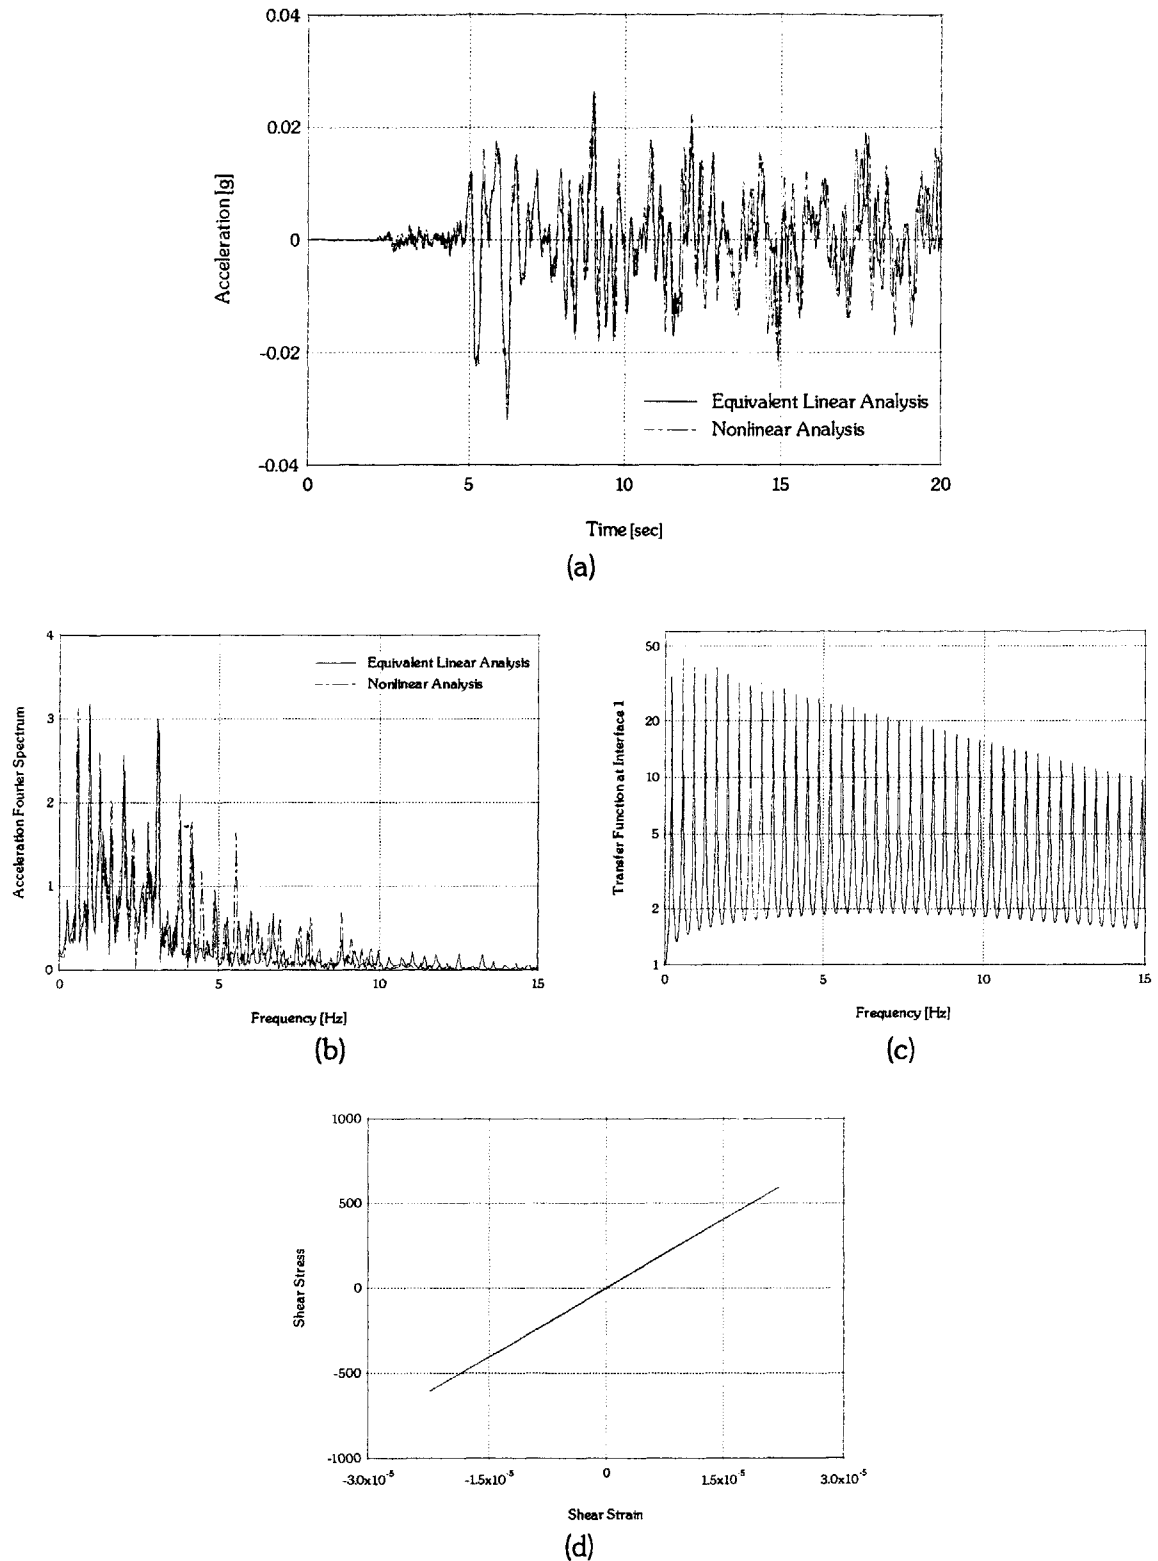 0.04
0.02
0
-0.02
-0.04
Acceleration [g]
Equivalent Linear Analysis
Nonlinear Analysis
0 5 10 15 20
Time [sec]
(a)
4
3
2
1
0
Acceleration Fourier Spectrum
Equivalent Linear Analysis
Nonlinear Analysis
0 5 10 15
Frequency [Hz]
(b)
50
20
10
5
2
1
Transfer Function at Interface 1
0 5 10 15
Frequency [Hz]
(c)
1000
500
0
-500
-1000
Shear Stress
-3.0x10⁻⁵ -1.5x10⁻⁵ 0 1.5x10⁻⁵ 3.0x10⁻⁵
Shear Strain
(d)